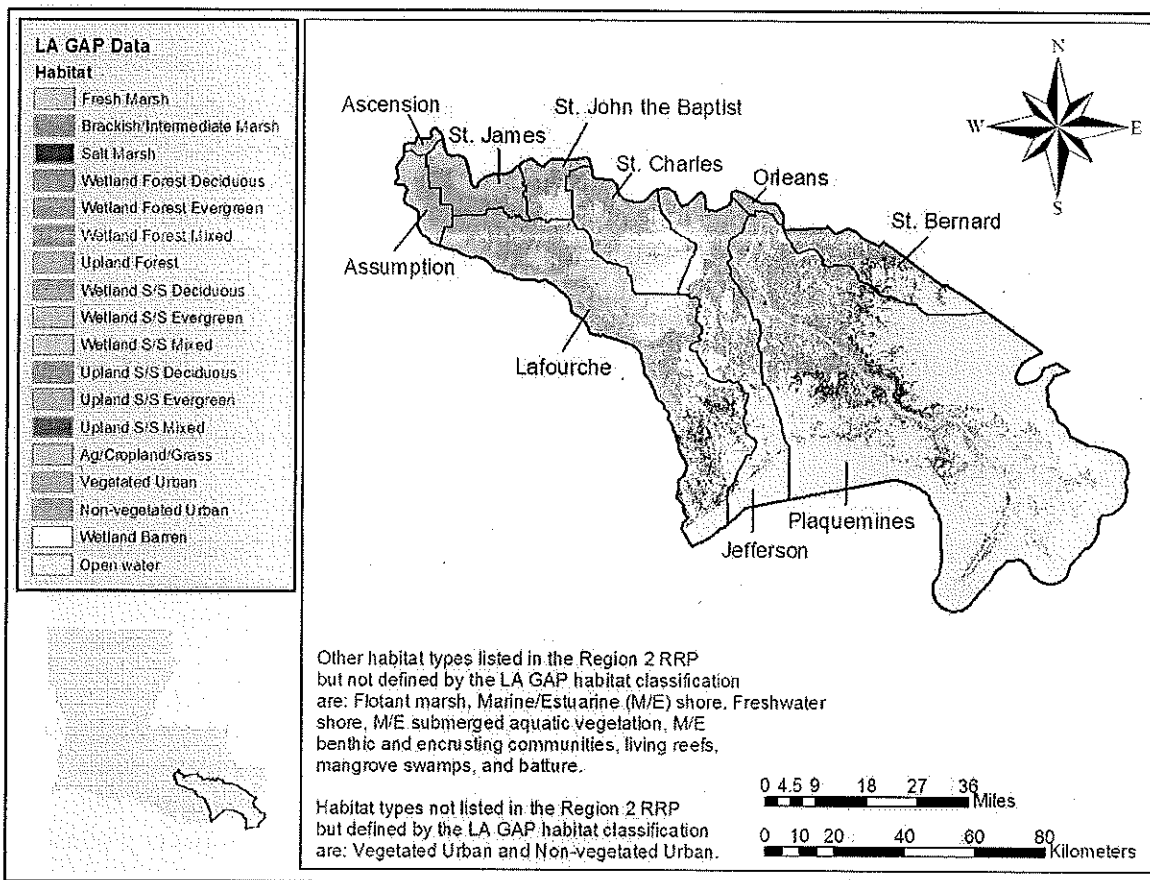 LA GAP Data
Habitat
Fresh Marsh
Brackish/Intermediate Marsh
Salt Marsh
Wetland Forest Deciduous
Wetland Forest Evergreen
Wetland Forest Mixed
Upland Forest
Wetland S/S Deciduous
Wetland S/S Evergreen
Wetland S/S Mixed
Upland S/S Deciduous
Upland S/S Evergreen
Upland S/S Mixed
Ag/Cropland/Grass
Vegetated Urban
Non-vegetated Urban
Wetland Barren
Open water
N
W E
S
Ascension
St. John the Baptist
St. James
St. Charles
Orleans
St. Bernard
Assumption
Lafourche
Plaquemines
Jefferson
Other habitat types listed in the Region 2 RRP
but not defined by the LA GAP habitat classification
are: Flotant marsh, Marine/Estuarine (M/E) shore, Freshwater
shore, M/E submerged aquatic vegetation, M/E
benthic and encrusting communities, living reefs,
mangrove swamps, and batture.
Habitat types not listed in the Region 2 RRP
but defined by the LA GAP habitat classification
are: Vegetated Urban and Non-vegetated Urban.
0 4.5 9 18 27 36
Miles
0 10 20 40 60 80
Kilometers